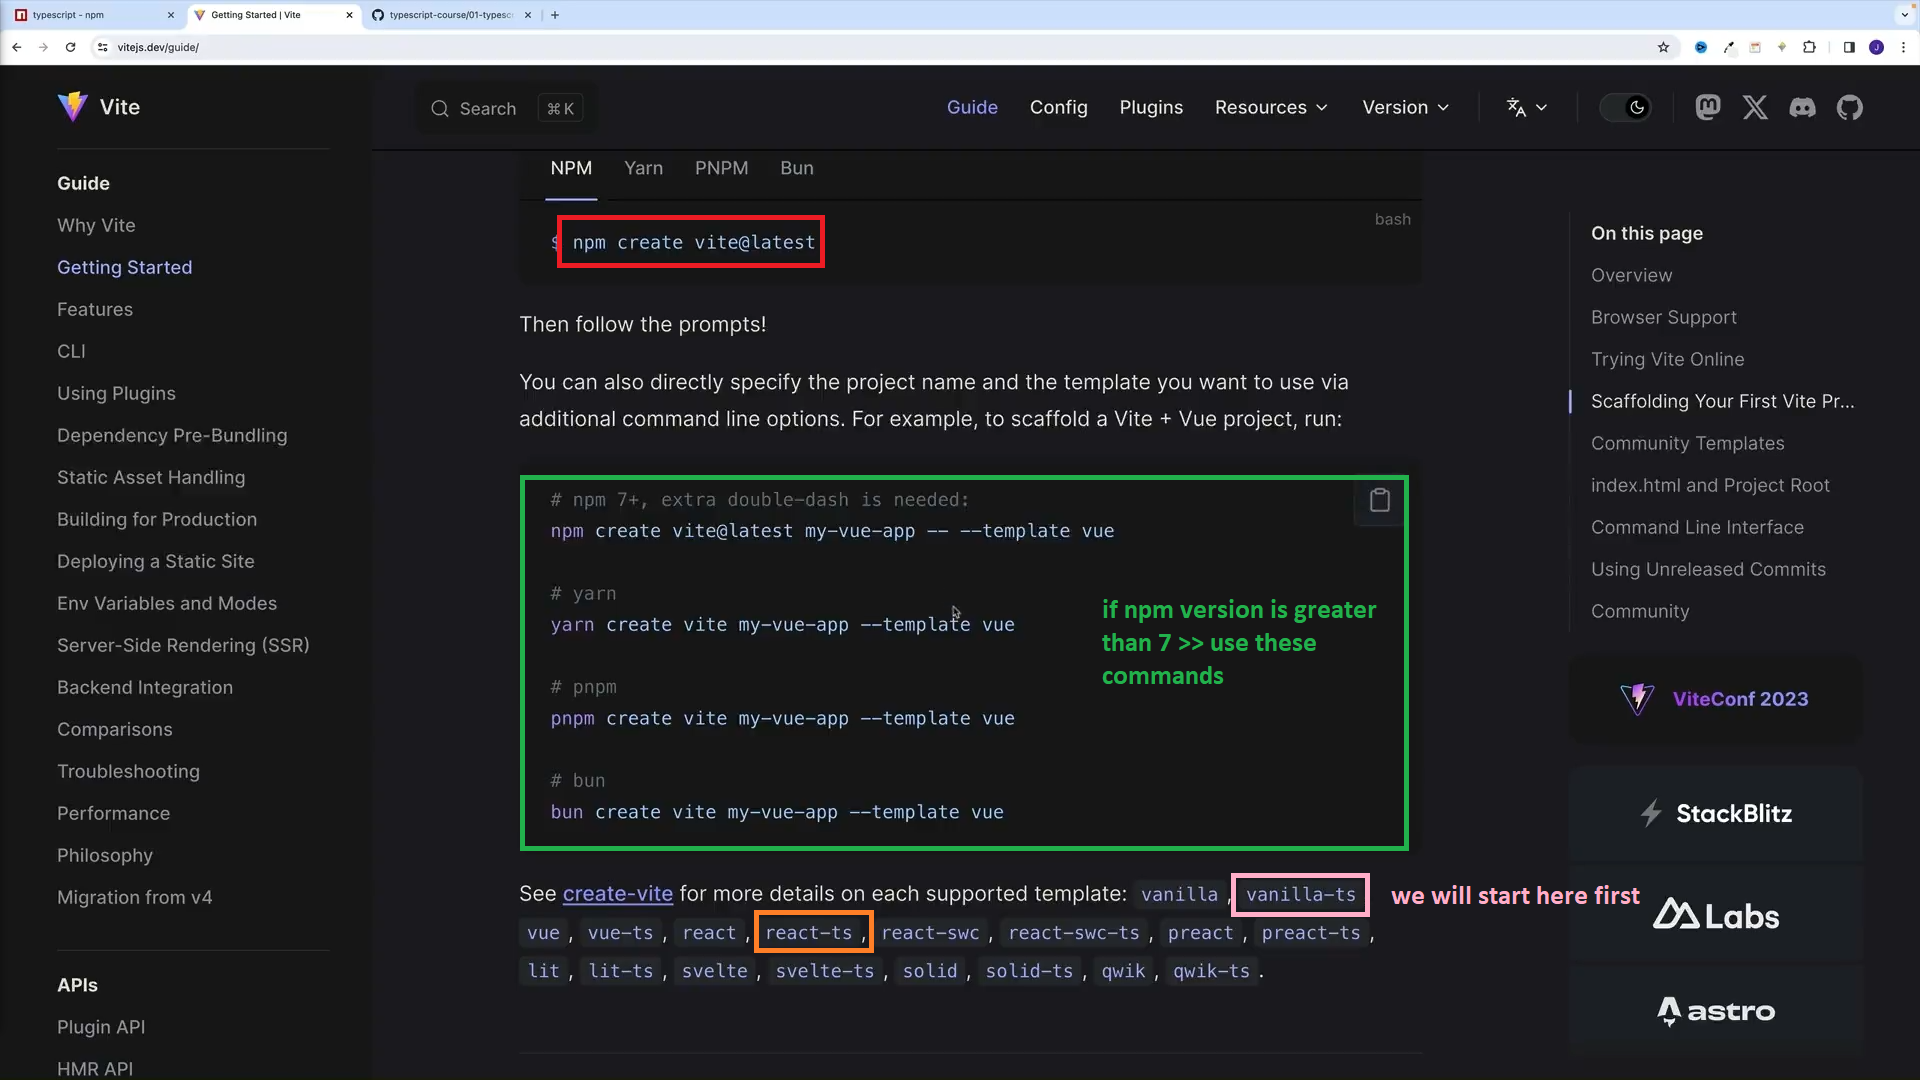 typescript - npm
Getting Started | Vite
typescript-course/01-typesc
vitejs.dev/guide/
J
Vite
Search ⌘ K
Guide
Config
Plugins
Resources
Version
Guide
Why Vite
Getting Started
Features
CLI
Using Plugins
Dependency Pre-Bundling
Static Asset Handling
Building for Production
Deploying a Static Site
Env Variables and Modes
Server-Side Rendering (SSR)
Backend Integration
Comparisons
Troubleshooting
Performance
Philosophy
Migration from v4
APIs
Plugin API
HMR API
NPM Yarn PNPM Bun
bash
$ npm create vite@latest
Then follow the prompts!
You can also directly specify the project name and the template you want to use via
additional command line options. For example, to scaffold a Vite + Vue project, run:
# npm 7+, extra double-dash is needed:
npm create vite@latest my-vue-app -- --template vue
# yarn
yarn create vite my-vue-app --template vue
# pnpm
pnpm create vite my-vue-app --template vue
# bun
bun create vite my-vue-app --template vue
if npm version is greater
than 7 >> use these
commands
See create-vite for more details on each supported template: vanilla , vanilla-ts
we will start here first
vue , vue-ts , react , react-ts , react-swc , react-swc-ts , preact , preact-ts ,
lit , lit-ts , svelte , svelte-ts , solid , solid-ts , qwik , qwik-ts .
On this page
Overview
Browser Support
Trying Vite Online
Scaffolding Your First Vite Pr...
Community Templates
index.html and Project Root
Command Line Interface
Using Unreleased Commits
Community
ViteConf 2023
StackBlitz
Labs
astro